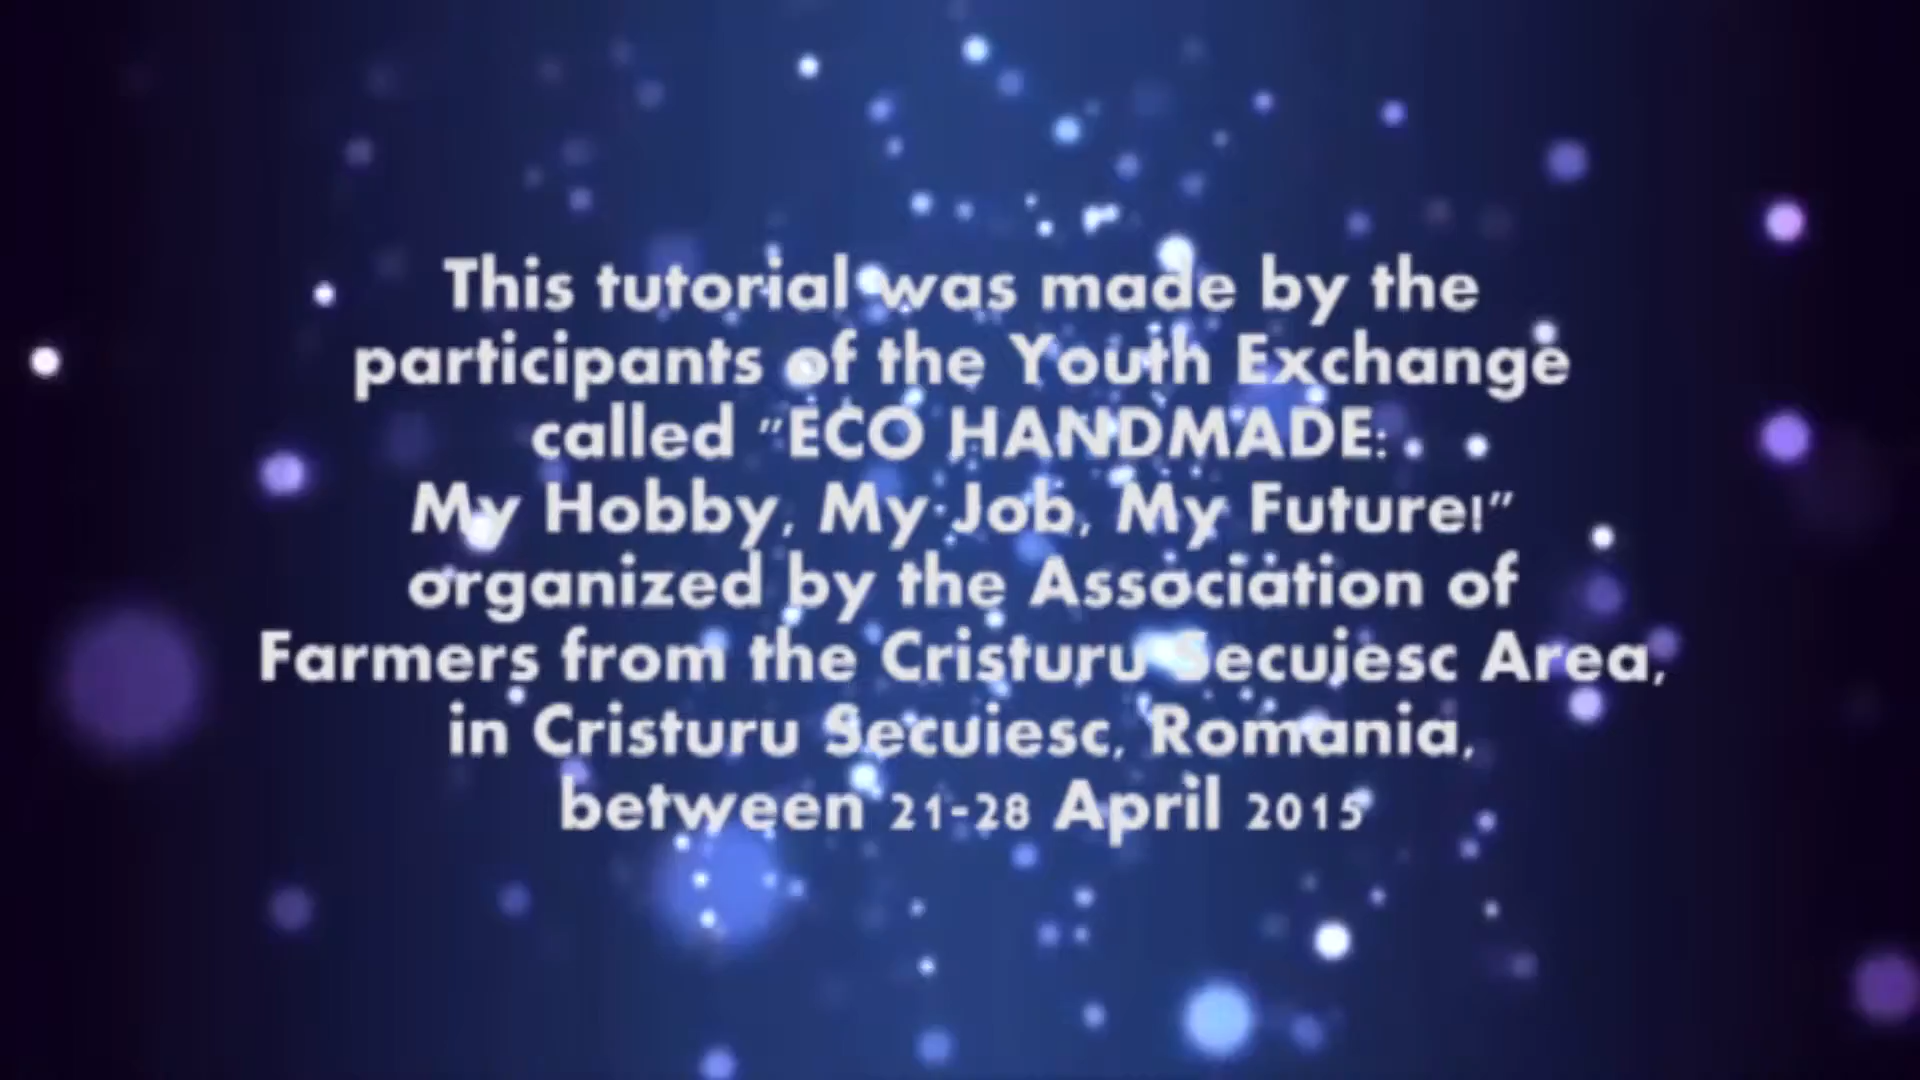 This tutorial was made by the
participants of the Youth Exchange
called "ECO HANDMADE:
My Hobby, My Job, My Future!"
organized by the Association of
Farmers from the Cristuru Secujesc Area,
in Cristuru Secuiesc, Romania,
between 21-28 April 2015